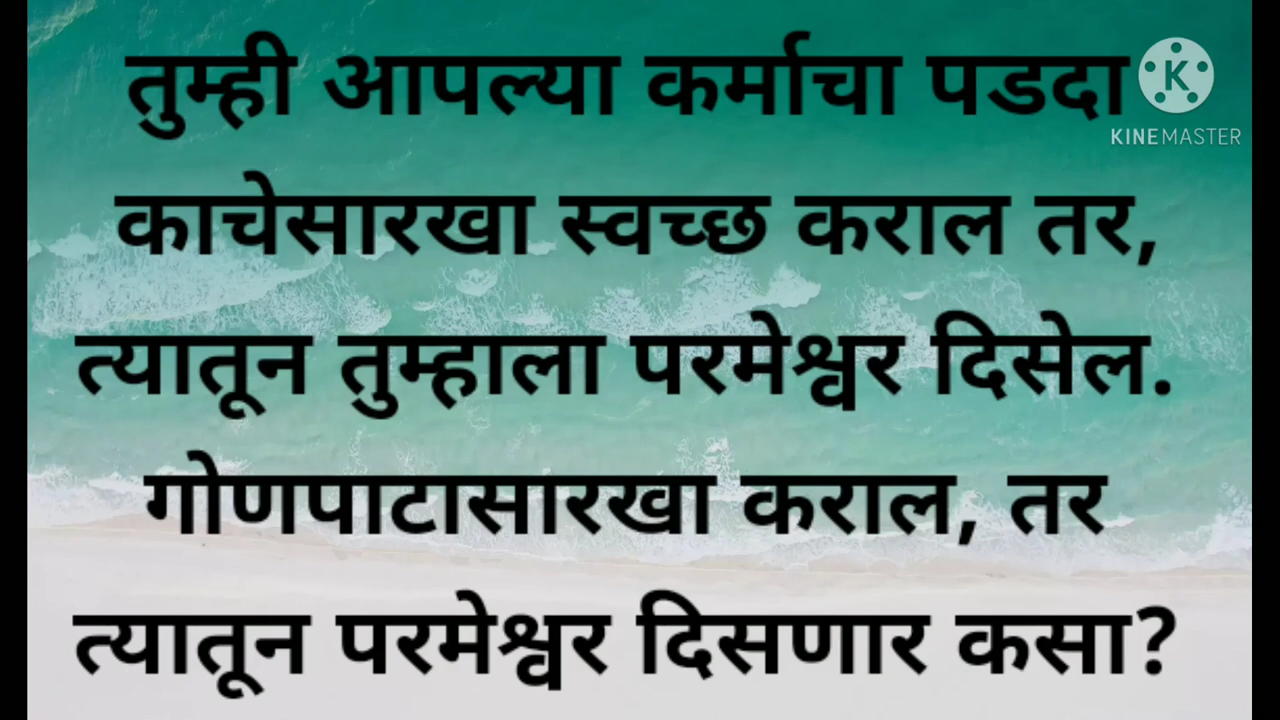 तुम्ही आपल्या कर्माचा पडदा
K
KINEMASTER
काचेसारखा स्वच्छ कराल तर,
त्यातून तुम्हाला परमेश्वर दिसेल.
गोणपाटासारखा कराल, तर
त्यातून परमेश्वर दिसणार कसा?